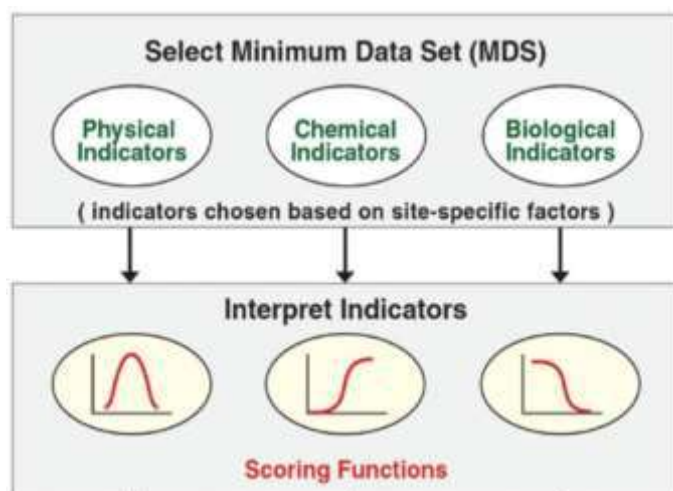 Select Minimum Data Set (MDS)
Physical
Indicators
Chemical
Indicators
Biological
Indicators
( indicators chosen based on site-specific factors )
Interpret Indicators
Scoring Functions